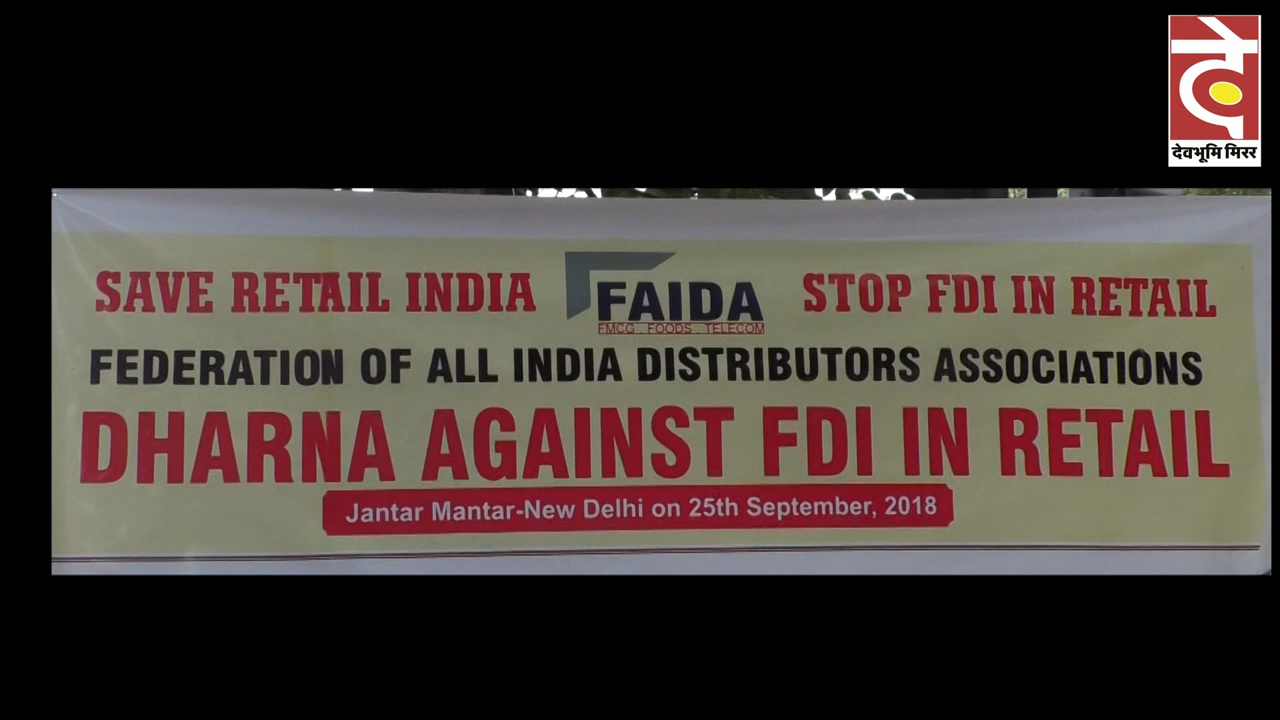 दे
देवभूमि मिरर
SAVE RETAIL INDIA FAIDA STOP FDI IN RETAIL
FMCG . FOODS . TELECOM
FEDERATION OF ALL INDIA DISTRIBUTORS ASSOCIATIONS
DHARNA AGAINST FDI IN RETAIL
Jantar Mantar-New Delhi on 25th September, 2018